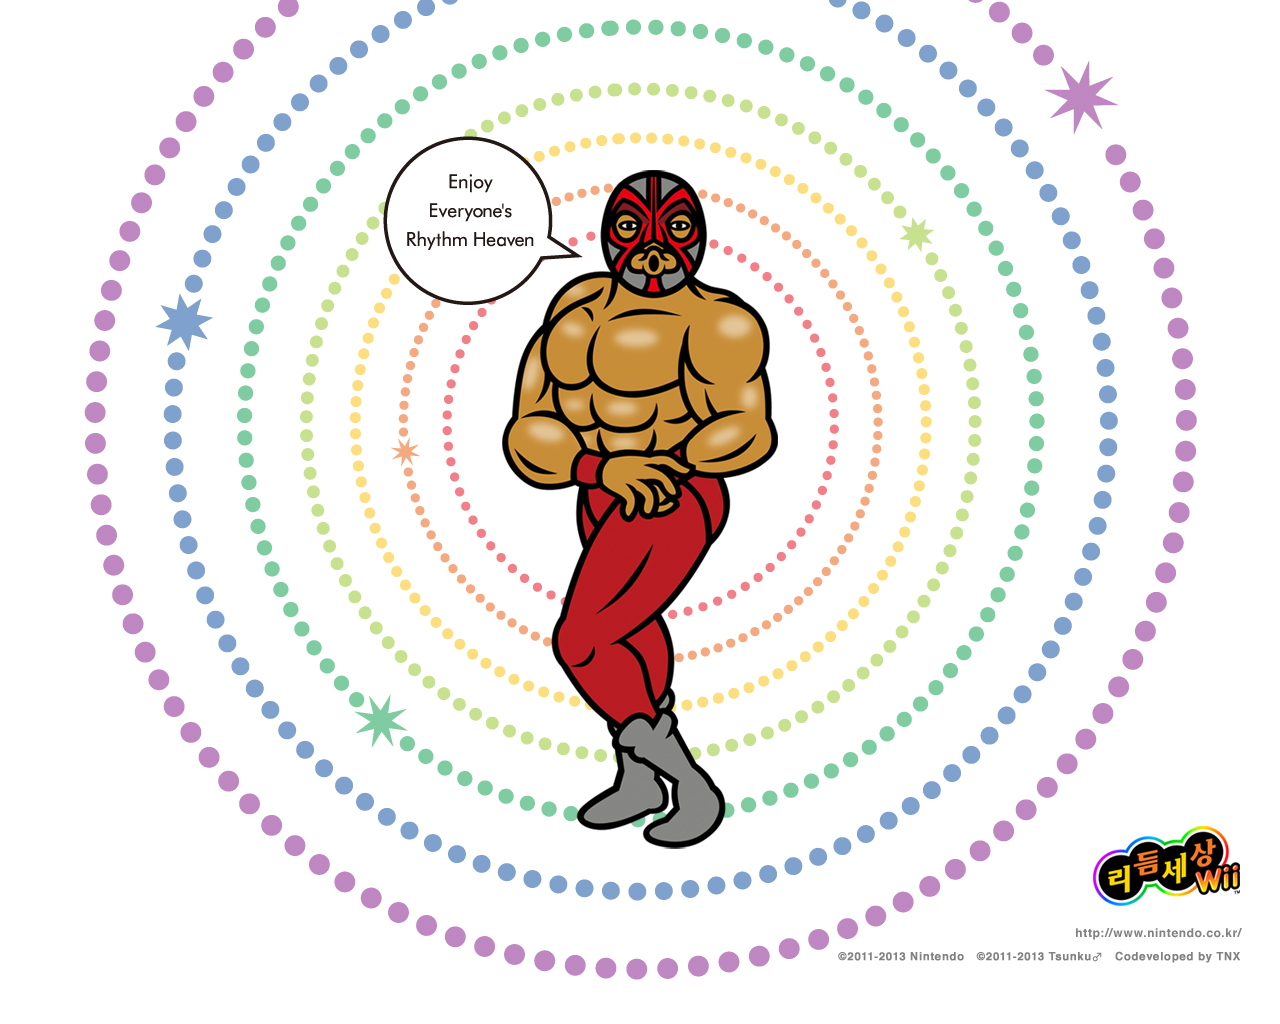 Enjoy
Everyone's
Rhythm Heaven
리듬세상
Wii™
http://www.nintendo.co.kr/
©2011-2013 Nintendo ©2011-2013 Tsunku♂ Codeveloped by TNX